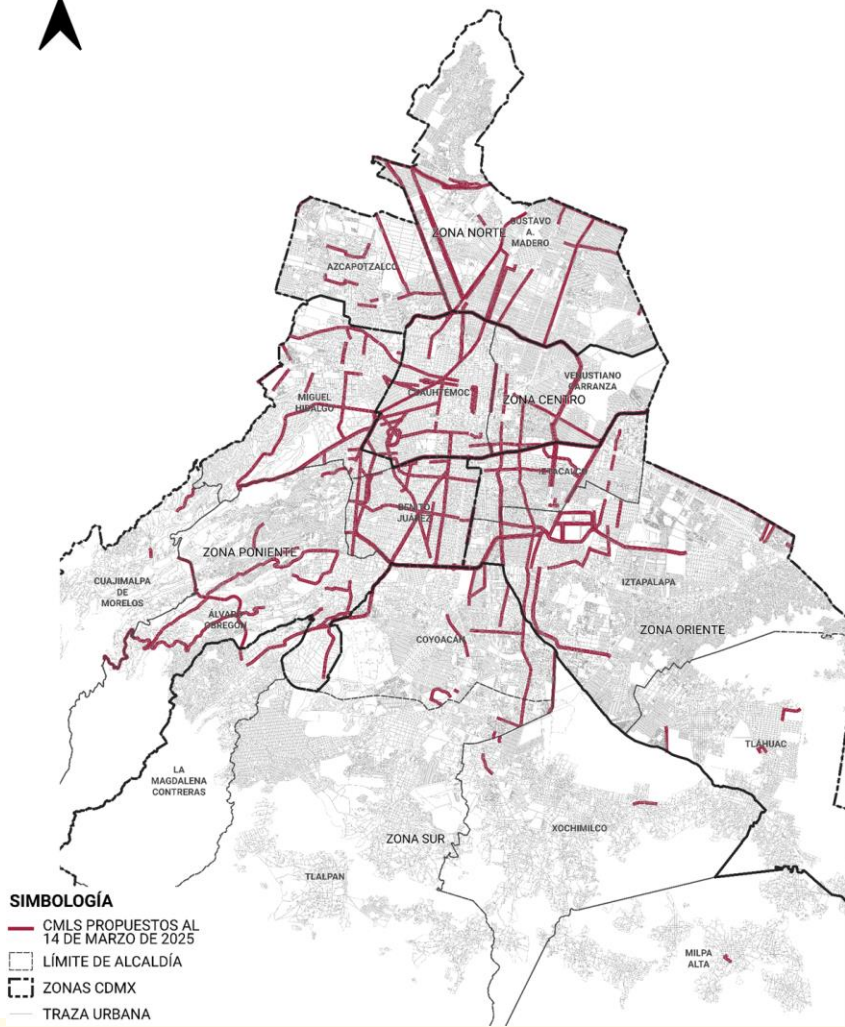 ZONA NORTE
GUSTAVO
A.
MADERO
AZCAPOTZALCO
VENUSTIANO
CARRANZA
CUAUHTÉMOC
ZONA CENTRO
MIGUEL
HIDALGO
IZTACALCO
BENITO
JUÁREZ
ZONA PONIENTE
CUAJIMALPA
DE
MORELOS
IZTAPALAPA
ÁLVARO
OBREGÓN
ZONA ORIENTE
COYOACÁN
TLÁHUAC
LA
MAGDALENA
CONTRERAS
XOCHIMILCO
ZONA SUR
TLALPAN
MILPA
ALTA
SIMBOLOGÍA
CMLS PROPUESTOS AL
14 DE MARZO DE 2025
LÍMITE DE ALCALDÍA
ZONAS CDMX
TRAZA URBANA